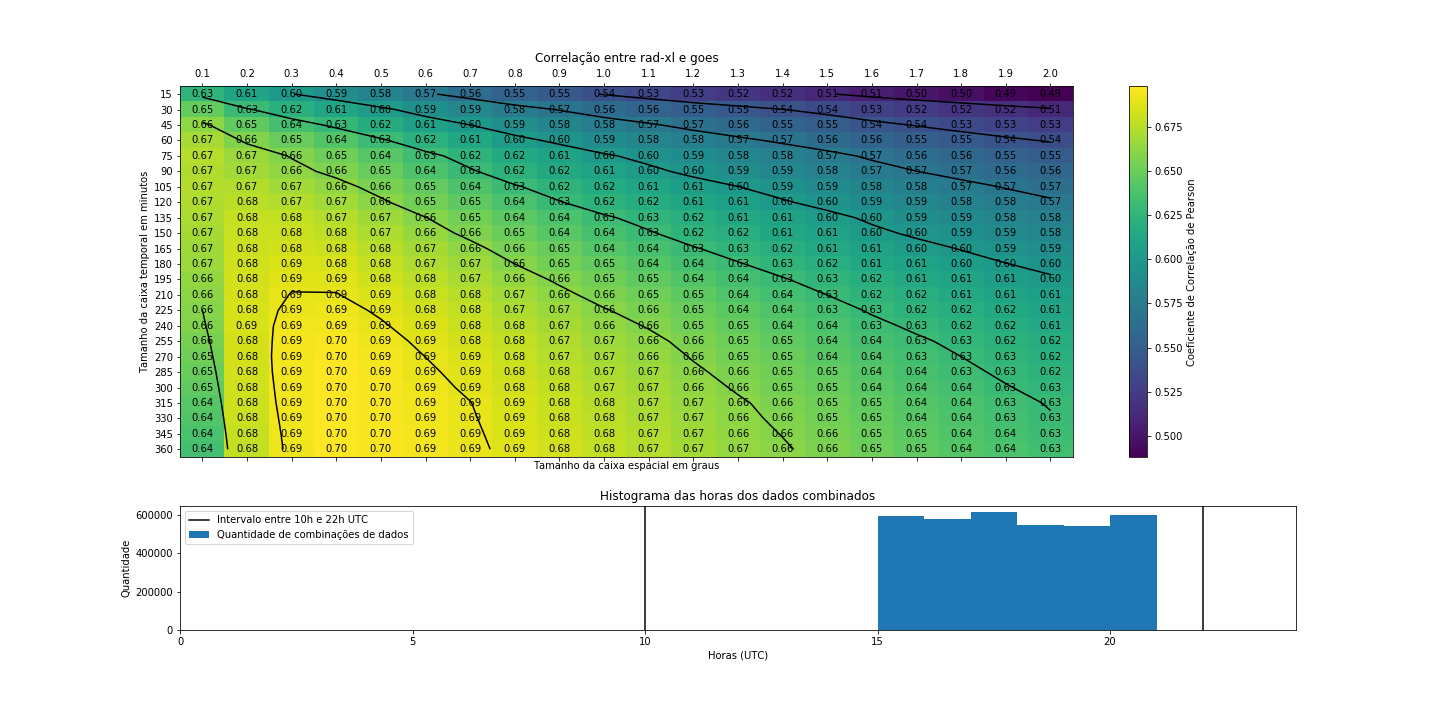 Correlação entre rad-xl e goes
0.1 0.2 0.3 0.4 0.5 0.6 0.7 0.8 0.9 1.0 1.1 1.2 1.3 1.4 1.5 1.6 1.7 1.8 1.9 2.0
15 0.63 0.61 0.60 0.59 0.58 0.57 0.56 0.55 0.55 0.54 0.53 0.53 0.52 0.52 0.51 0.51 0.50 0.50 0.49 0.49
30 0.65 0.63 0.62 0.61 0.60 0.59 0.59 0.58 0.57 0.56 0.56 0.55 0.55 0.54 0.54 0.53 0.52 0.52 0.52 0.51
45 0.66 0.65 0.64 0.63 0.62 0.61 0.60 0.59 0.58 0.58 0.57 0.57 0.56 0.55 0.55 0.54 0.54 0.53 0.53 0.53
60 0.67 0.66 0.65 0.64 0.63 0.62 0.61 0.60 0.60 0.59 0.58 0.58 0.57 0.57 0.56 0.56 0.55 0.55 0.54 0.54
75 0.67 0.67 0.66 0.65 0.64 0.63 0.62 0.62 0.61 0.60 0.60 0.59 0.58 0.58 0.57 0.57 0.56 0.56 0.55 0.55
90 0.67 0.67 0.66 0.66 0.65 0.64 0.63 0.62 0.62 0.61 0.60 0.60 0.59 0.59 0.58 0.57 0.57 0.57 0.56 0.56
105 0.67 0.67 0.67 0.66 0.66 0.65 0.64 0.63 0.62 0.62 0.61 0.61 0.60 0.59 0.59 0.58 0.58 0.57 0.57 0.57
120 0.67 0.68 0.67 0.67 0.66 0.65 0.65 0.64 0.63 0.62 0.62 0.61 0.61 0.60 0.60 0.59 0.59 0.58 0.58 0.57
135 0.67 0.68 0.68 0.67 0.67 0.66 0.65 0.64 0.64 0.63 0.63 0.62 0.61 0.61 0.60 0.60 0.59 0.59 0.58 0.58
150 0.67 0.68 0.68 0.68 0.67 0.66 0.66 0.65 0.64 0.64 0.63 0.62 0.62 0.61 0.61 0.60 0.60 0.59 0.59 0.58
165 0.67 0.68 0.68 0.68 0.68 0.67 0.66 0.66 0.65 0.64 0.64 0.63 0.63 0.62 0.61 0.61 0.60 0.60 0.59 0.59
180 0.67 0.68 0.69 0.68 0.68 0.67 0.67 0.66 0.65 0.65 0.64 0.64 0.63 0.63 0.62 0.61 0.61 0.60 0.60 0.60
195 0.66 0.68 0.69 0.69 0.68 0.68 0.67 0.66 0.66 0.65 0.65 0.64 0.64 0.63 0.63 0.62 0.61 0.61 0.61 0.60
210 0.66 0.68 0.69 0.69 0.69 0.68 0.68 0.67 0.66 0.66 0.65 0.65 0.64 0.64 0.63 0.62 0.62 0.61 0.61 0.61
225 0.66 0.68 0.69 0.69 0.69 0.68 0.68 0.67 0.67 0.66 0.66 0.65 0.64 0.64 0.63 0.63 0.62 0.62 0.62 0.61
240 0.66 0.69 0.69 0.69 0.69 0.69 0.68 0.67 0.67 0.66 0.66 0.65 0.65 0.64 0.64 0.63 0.63 0.62 0.62 0.61
255 0.66 0.68 0.69 0.70 0.69 0.69 0.68 0.68 0.67 0.67 0.66 0.66 0.65 0.65 0.64 0.64 0.63 0.63 0.62 0.62
270 0.65 0.68 0.69 0.70 0.69 0.69 0.68 0.68 0.67 0.67 0.66 0.66 0.65 0.65 0.64 0.64 0.63 0.63 0.63 0.62
285 0.65 0.68 0.69 0.70 0.70 0.69 0.69 0.68 0.68 0.67 0.67 0.66 0.66 0.65 0.65 0.64 0.64 0.63 0.63 0.62
300 0.65 0.68 0.69 0.70 0.70 0.69 0.69 0.68 0.68 0.67 0.67 0.66 0.66 0.65 0.65 0.64 0.64 0.64 0.63 0.63
315 0.64 0.68 0.69 0.70 0.70 0.69 0.69 0.69 0.68 0.68 0.67 0.67 0.66 0.66 0.65 0.65 0.64 0.64 0.63 0.63
330 0.64 0.68 0.69 0.70 0.70 0.69 0.69 0.69 0.68 0.68 0.67 0.67 0.66 0.66 0.65 0.65 0.64 0.64 0.63 0.63
345 0.64 0.68 0.69 0.70 0.70 0.69 0.69 0.69 0.68 0.68 0.67 0.67 0.66 0.66 0.66 0.65 0.65 0.64 0.64 0.63
360 0.64 0.68 0.69 0.70 0.70 0.69 0.69 0.69 0.68 0.68 0.67 0.67 0.67 0.66 0.66 0.65 0.65 0.64 0.64 0.63
Tamanho da caixa temporal em minutos
Tamanho da caixa espacial em graus
0.675
0.650
0.625
0.600
0.575
0.550
0.525
0.500
Coeficiente de Correlação de Pearson
Histograma das horas dos dados combinados
Intervalo entre 10h e 22h UTC
Quantidade de combinações de dados
600000
400000
200000
0
Quantidade
0 5 10 15 20
Horas (UTC)